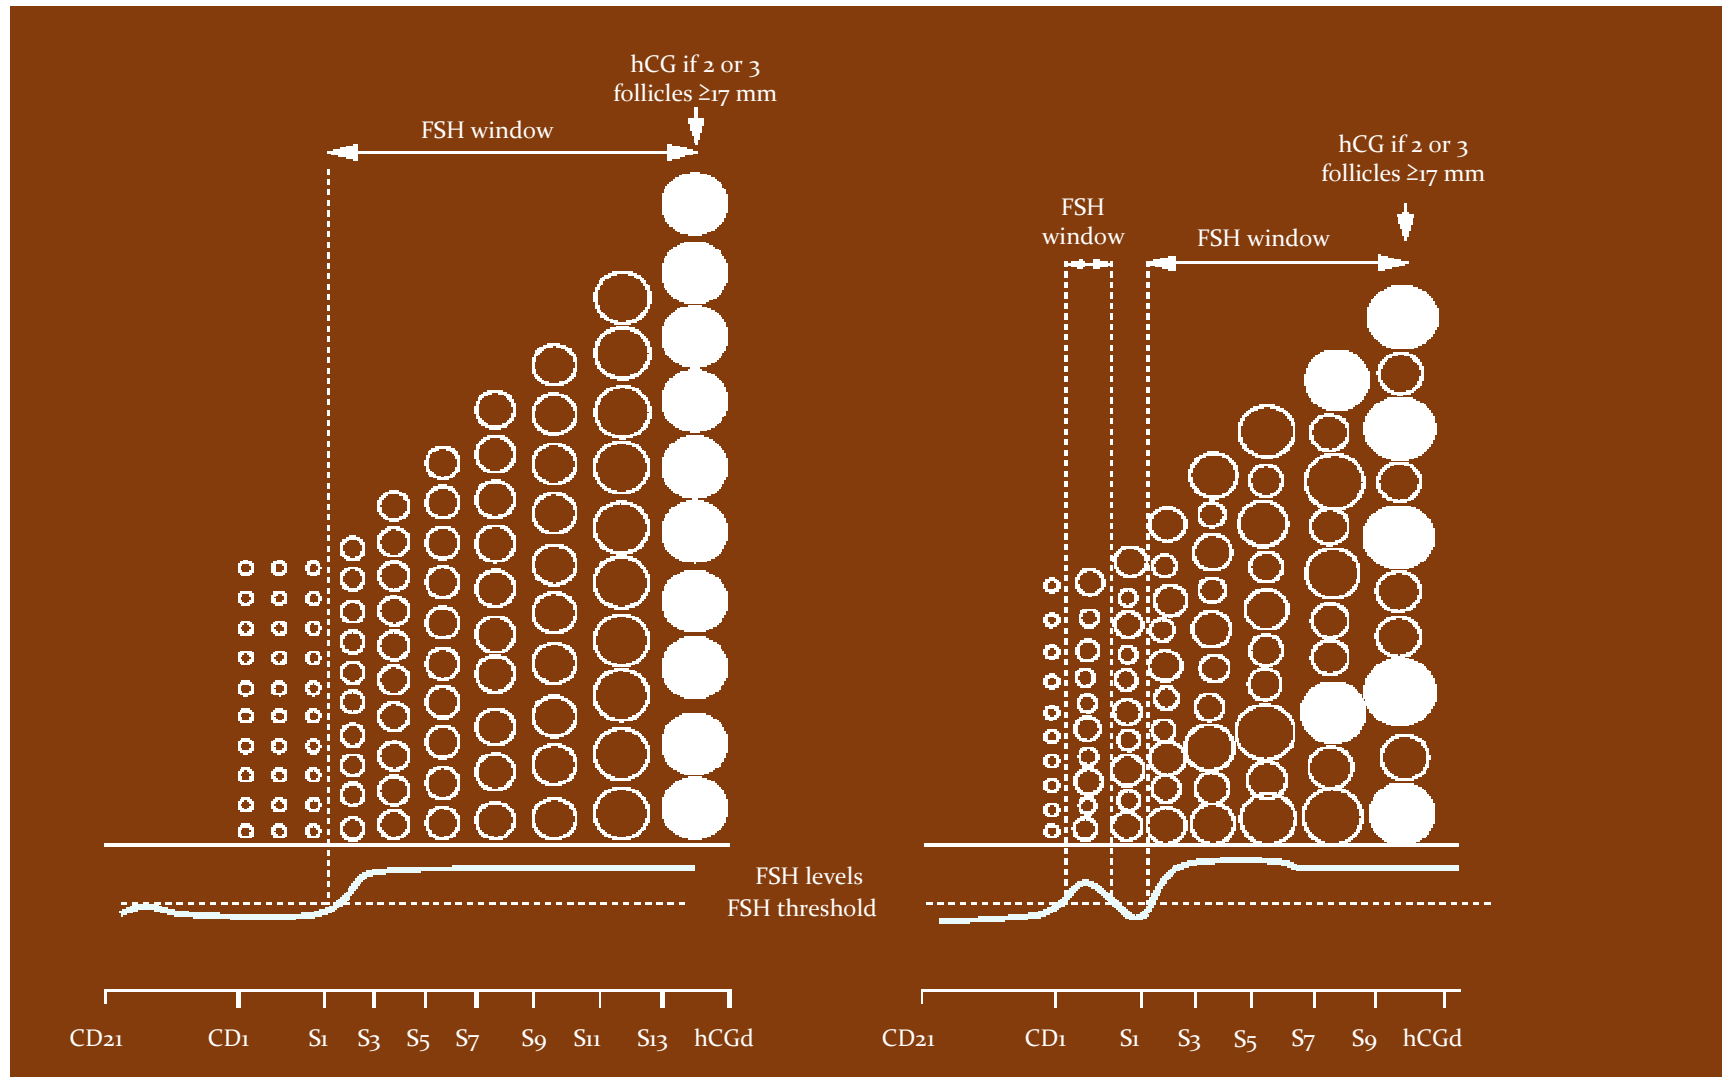 hCG if 2 or 3
follicles ≥17 mm
FSH window
hCG if 2 or 3
follicles ≥17 mm
FSH
window
FSH window
FSH levels
FSH threshold
CD21 CD1 S1 S3 S5 S7 S9 S11 S13 hCGd
CD21 CD1 S1 S3 S5 S7 S9 hCGd